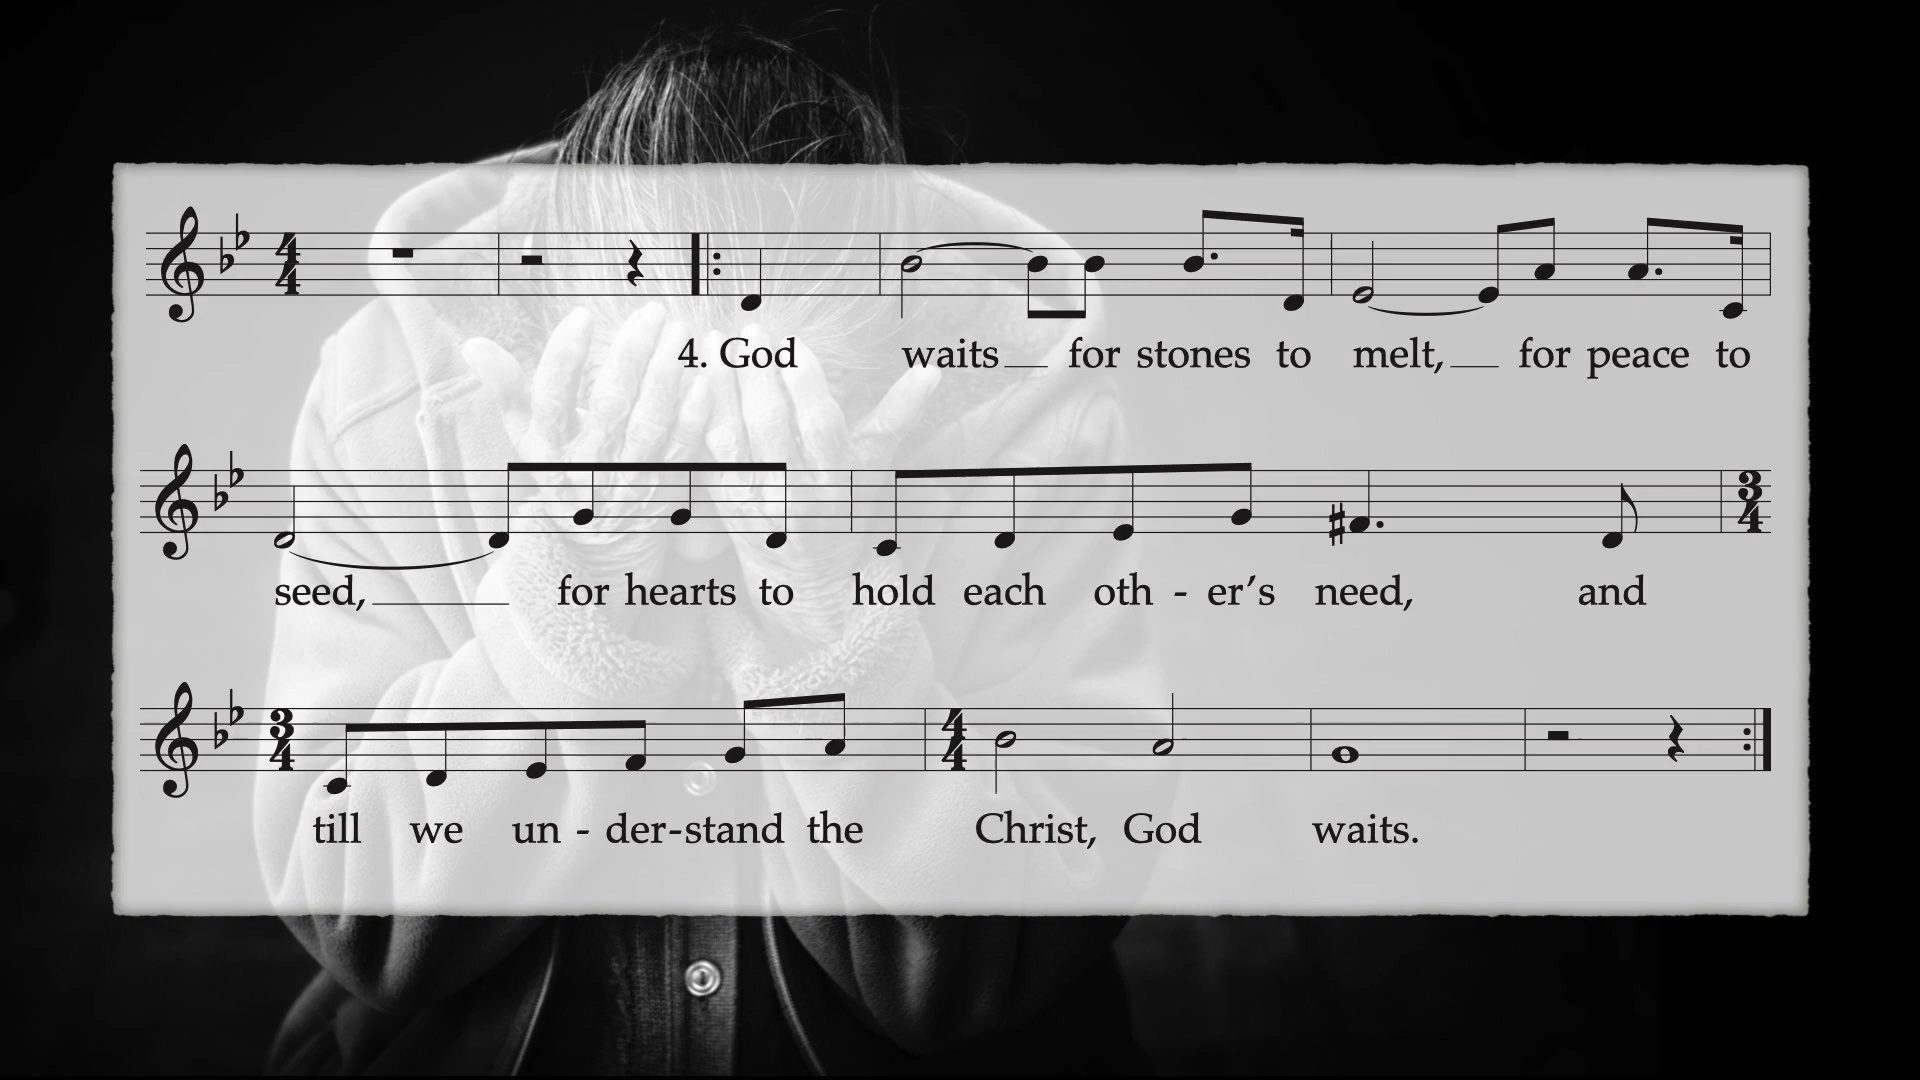 4. God waits for stones to melt, for peace to
seed, for hearts to hold each oth - er’s need, and
till we un - der-stand the Christ, God waits.